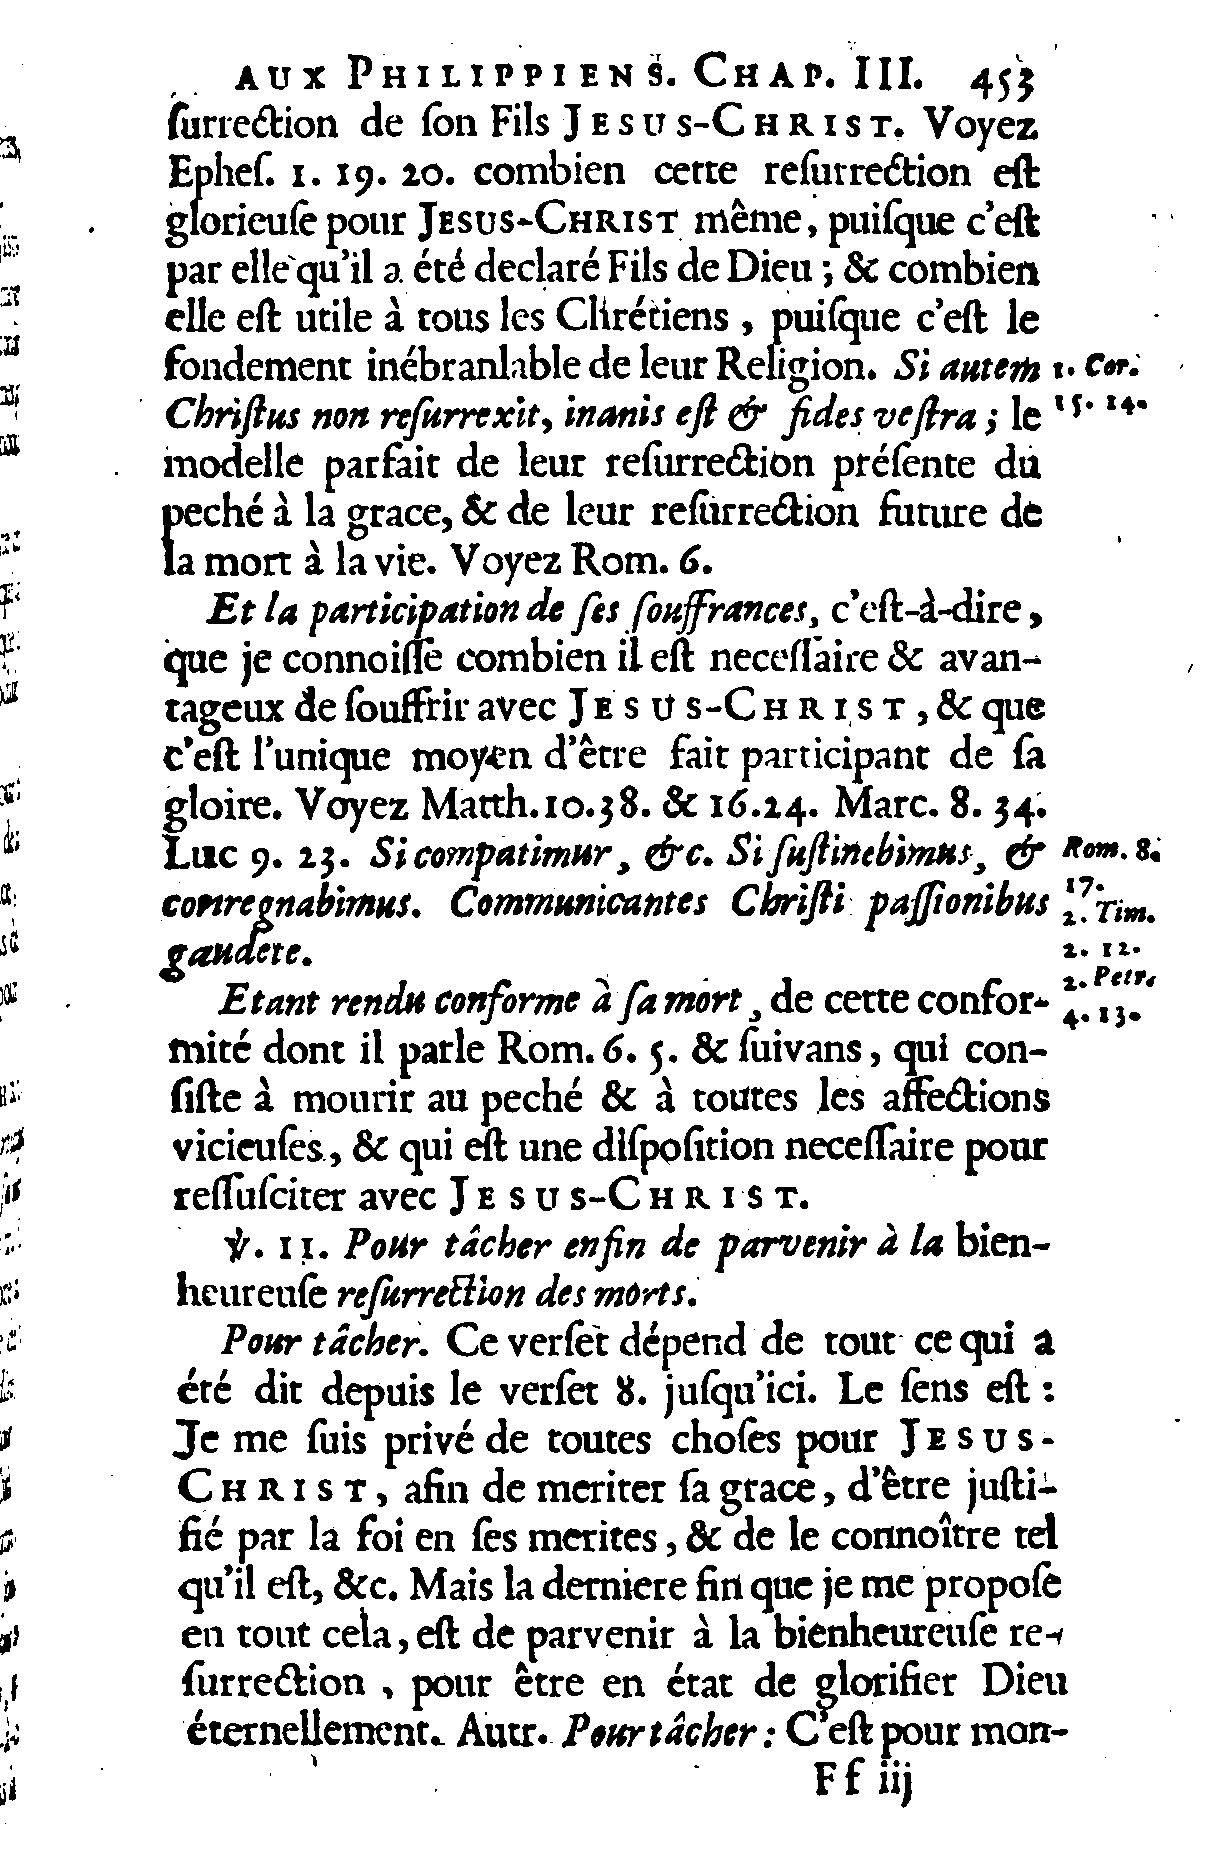 AUX PHILIPPIENS. CHAP. III. 453
ſurrection de ſon Fils JESUS-CHRIST. Voyez
Epheſ. 1. 19. 20. combien cette reſurrection eſt
glorieuſe pour JESUS-CHRIST même, puiſque c'eſt
par elle qu'il a été declaré Fils de Dieu ; & combien
elle eſt utile à tous les Chrétiens , puiſque c'eſt le
fondement inébranlable de leur Religion. Si autem 1. Cor.
Chriſtus non reſurrexit, inanis eſt & fides veſtra ; le 15. 14.
modelle parfait de leur reſurrection préſente du
peché à la grace, & de leur reſurrection future de
la mort à la vie. Voyez Rom. 6.
Et la participation de ſes ſouffrances, c'eſt-à-dire ,
que je connoiſſe combien il eſt neceſſaire & avan-
tageux de ſouffrir avec JESUS-CHRIST , & que
c'eſt l'unique moyen d'être fait participant de ſa
gloire. Voyez Matth. 10. 38. & 16. 24. Marc. 8. 34.
Luc 9. 23. Si compatimur , &c. Si ſuſtinebimus , & Rom. 8.
17.
conregnabimus. Communicantes Chriſti paſſionibus 2. Tim.
gaudete. 2. 12.
2. Petr.
Etant rendu conforme à ſa mort , de cette confor- 4. 13.
mité dont il parle Rom. 6. 5. & ſuivans , qui con-
ſiſte à mourir au peché & à toutes les affections
vicieuſes , & qui eſt une diſpoſition neceſſaire pour
reſſuſciter avec JESUS-CHRIST.
℣. 11. Pour tâcher enfin de parvenir à la bien-
heureuſe reſurrection des morts.
Pour tâcher. Ce verſet dépend de tout ce qui a
été dit depuis le verſet 8. juſqu'ici. Le ſens eſt :
Je me ſuis privé de toutes choſes pour JESUS-
CHRIST , afin de meriter ſa grace , d'être juſti-
fié par la foi en ſes merites , & de le connoître tel
qu'il eſt, &c. Mais la derniere fin que je me propoſe
en tout cela, eſt de parvenir à la bienheureuſe re-
ſurrection , pour être en état de glorifier Dieu
éternellement. Autr. Pour tâcher : C'eſt pour mon-
Ff iij